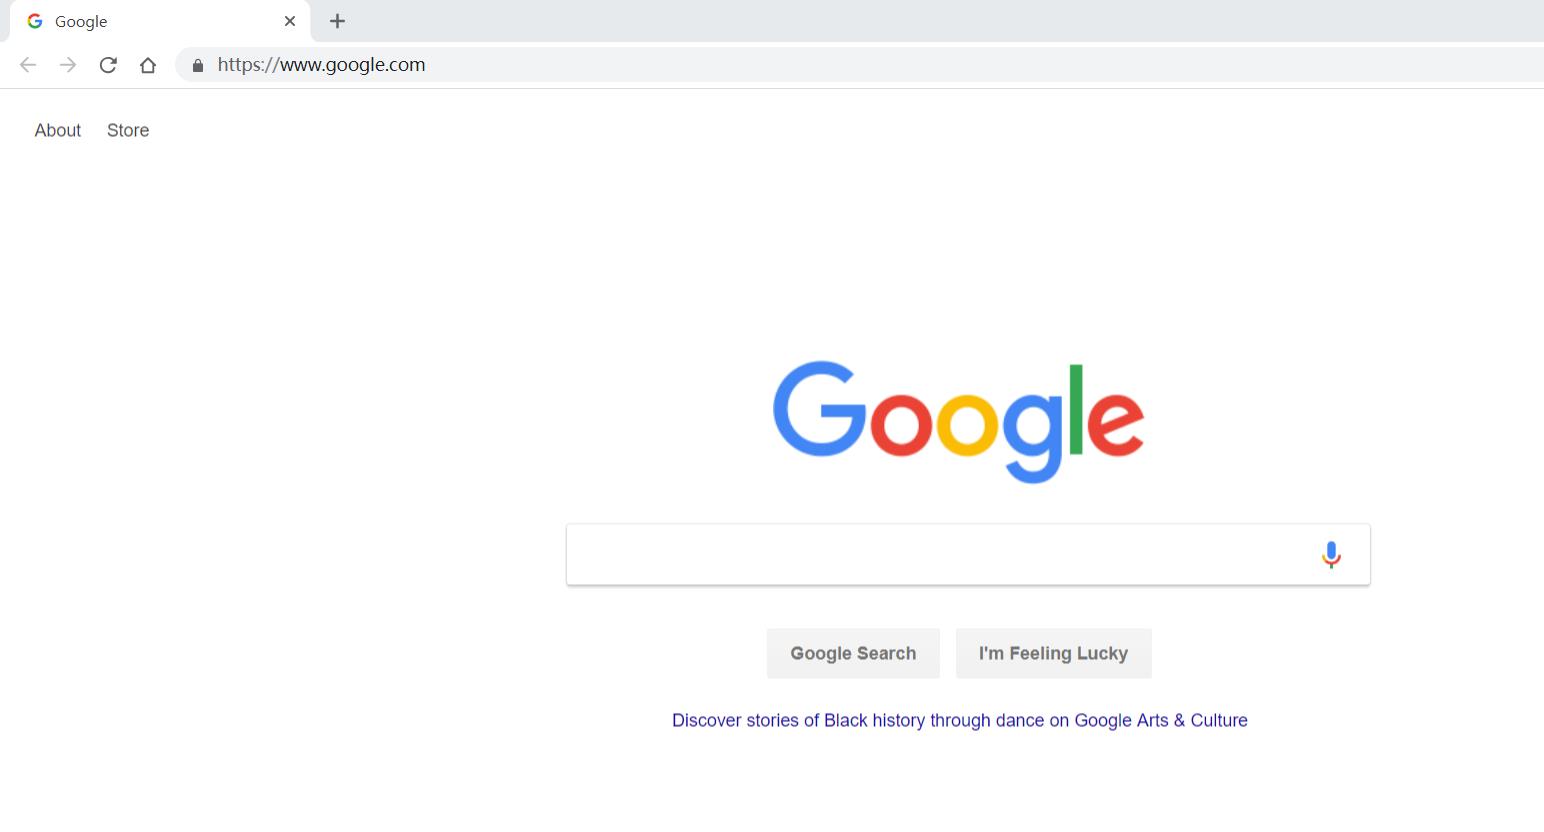 Google
https://www.google.com
About Store
Google
Google Search I'm Feeling Lucky
Discover stories of Black history through dance on Google Arts & Culture